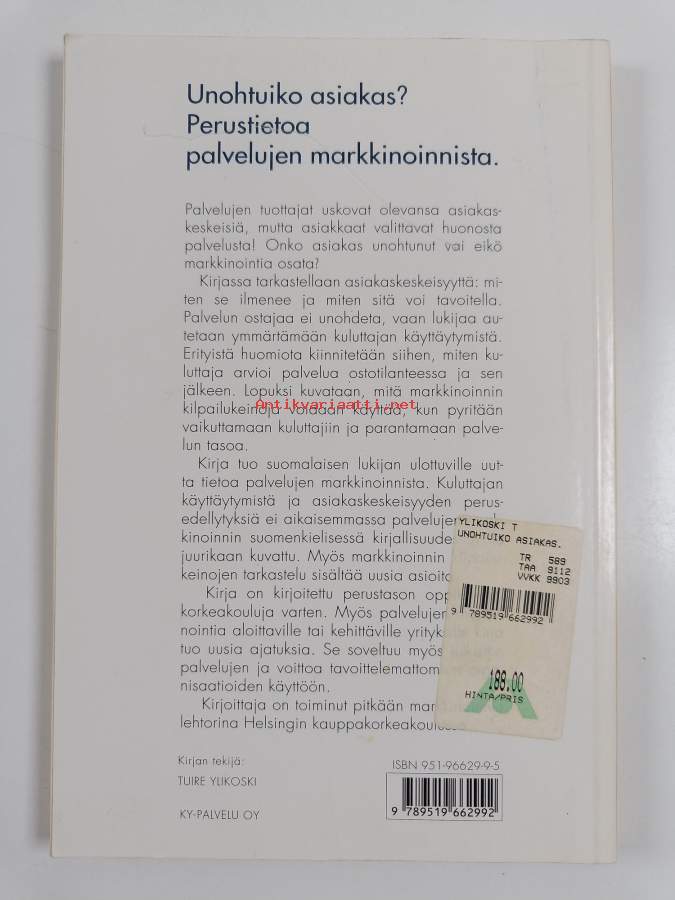 Unohtuiko asiakas?
Perustietoa
palvelujen markkinoinnista.
Palvelujen tuottajat uskovat olevansa asiakas-
keskeisiä, mutta asiakkaat valittavat huonosta
palvelusta! Onko asiakas unohtunut vai eikö
markkinointia osata?
Kirjassa tarkastellaan asiakaskeskeisyyttä: mi-
ten se ilmenee ja miten sitä voi tavoitella.
Palvelun ostajaa ei unohdeta, vaan lukijaa au-
tetaan ymmärtämään kuluttajan käyttäytymistä.
Erityistä huomiota kiinnitetään siihen, miten ku-
luttaja arvioi palvelua ostotilanteessa ja sen
jälkeen. Lopuksi kuvataan, mitä markkinoinnin
Antikvariaatti.net
kilpailukeinoja voidaan käyttää, kun pyritään
vaikuttamaan kuluttajiin ja parantamaan palve-
lun tasoa.
Kirja tuo suomalaisen lukijan ulottuville uut-
ta tietoa palvelujen markkinoinnista. Kuluttajan
käyttäytymistä ja asiakaskeskeisyyden perus-
edellytyksiä ei aikaisemmassa palvelujen
kinoinnin suomenkielisessä kirjallisuude
juurikaan kuvattu. Myös markkinoinnin
keinojen tarkastelu sisältää uusia asioita
Kirja on kirjoitettu perustason opp
korkeakouluja varten. Myös palvelujen
nointia aloittaville tai kehittäville yrityk
tuo uusia ajatuksia. Se soveltuu myös
palvelujen ja voittoa tavoittelemattom
nisaatioiden käyttöön.
Kirjoittaja on toiminut pitkään mark
lehtorina Helsingin kauppakorkeakoulussa
YLIKOSKI T
UNOHTUIKO ASIAKAS.
TR 589
TAA 9112
VVKK 9903
9 789519 662992
188.00
HINTA/PRIS
Kirjan tekijä:
TUIRE YLIKOSKI
KY-PALVELU OY
ISBN 951-96629-9-5
9 789519 662992